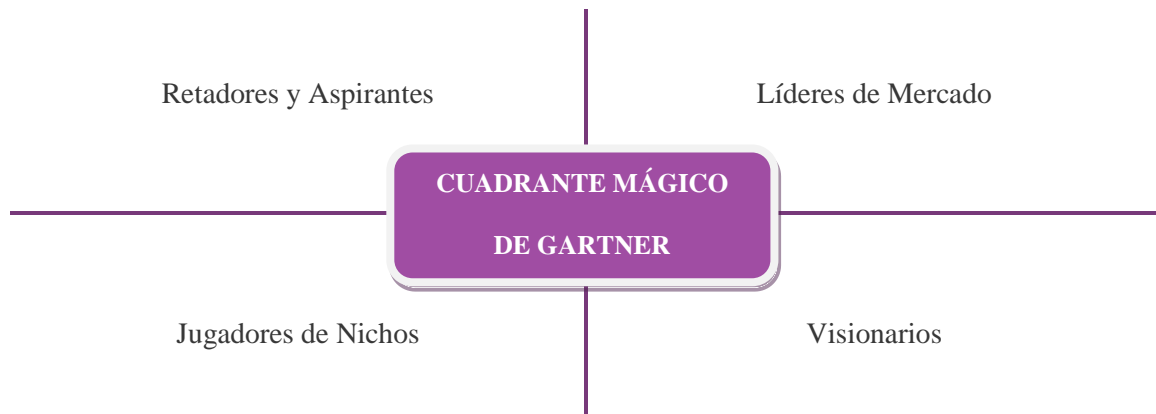 Retadores y Aspirantes
Líderes de Mercado
CUADRANTE MÁGICO
DE GARTNER
Jugadores de Nichos
Visionarios